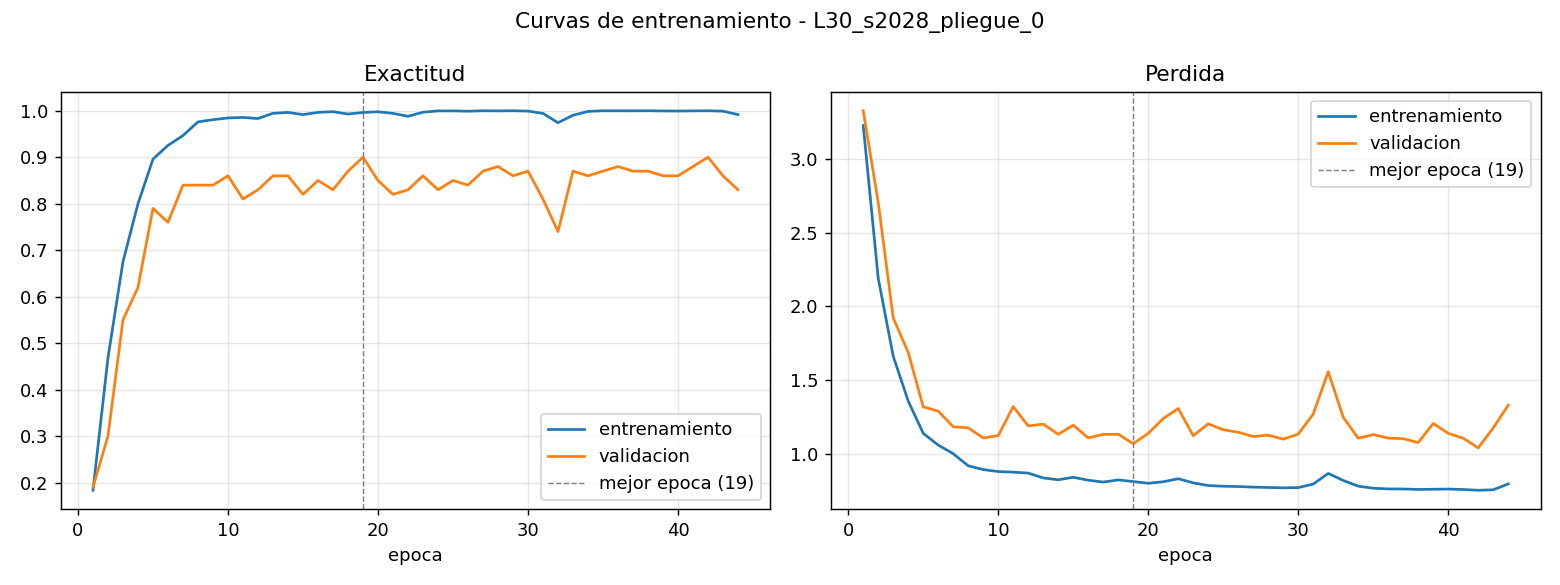 Curvas de entrenamiento - L30_s2028_pliegue_0
Exactitud
1.0
0.9
0.8
0.7
0.6
0.5
0.4
0.3
0.2
0
10
20
30
40
epoca
entrenamiento
validacion
mejor epoca (19)
Perdida
3.0
2.5
2.0
1.5
1.0
0
10
20
30
40
epoca
entrenamiento
validacion
mejor epoca (19)